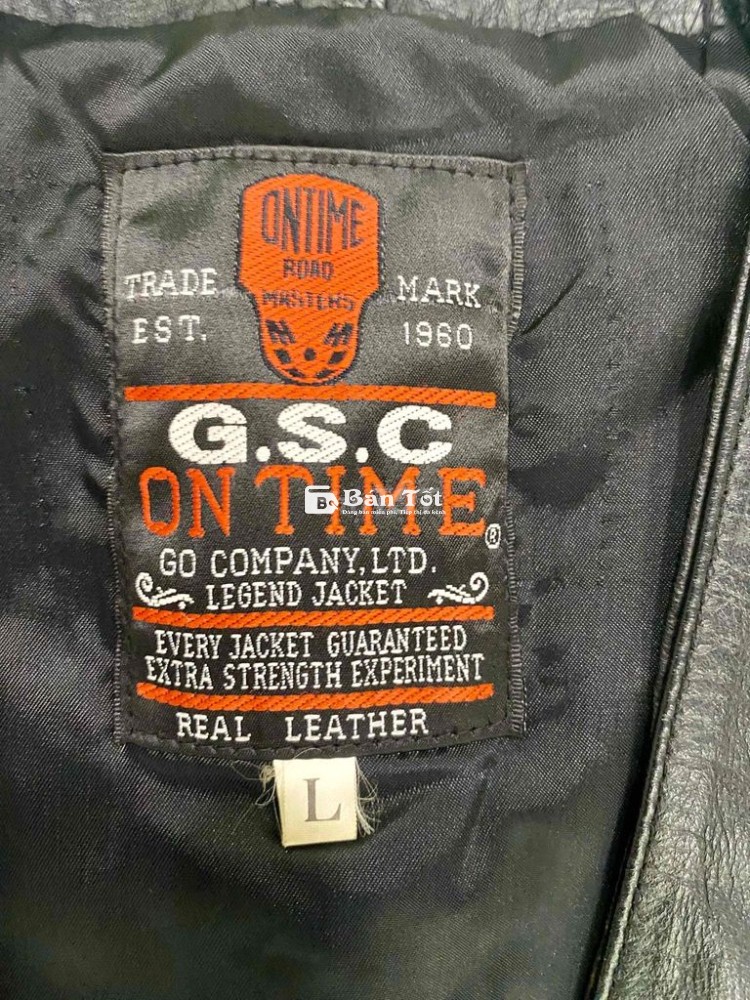 ONTIME
ROAD
MASTERS
TRADE MARK
EST. 1960
G.S.C
ON TIME®
Bán Tốt
GO COMPANY,LTD.
LEGEND JACKET
EVERY JACKET GUARANTEED
EXTRA STRENGTH EXPERIMENT
REAL LEATHER
L